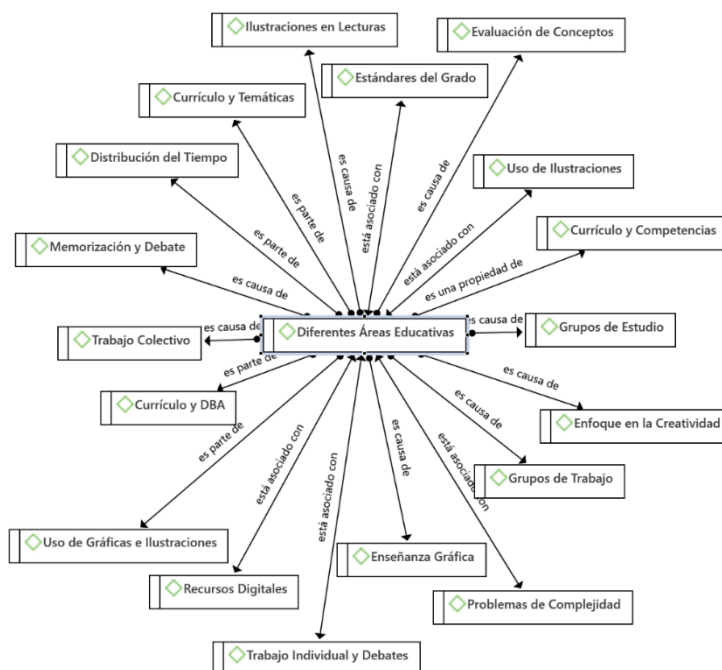 Ilustraciones en Lecturas
Evaluación de Conceptos
Estándares del Grado
Currículo y Temáticas
Distribución del Tiempo
Uso de Ilustraciones
Memorización y Debate
Currículo y Competencias
es causa de
está asociado con
es causa de
es parte de
está asociado con
es parte de
es una propiedad de
es causa de
Trabajo Colectivo
es causa de
Diferentes Áreas Educativas
es causa de
Grupos de Estudio
es parte de
es causa de
Currículo y DBA
es causa de
Enfoque en la Creatividad
es parte de
está asociado con
está asociado con
es causa de
está asociado con
Grupos de Trabajo
Uso de Gráficas e Ilustraciones
Enseñanza Gráfica
Recursos Digitales
Problemas de Complejidad
Trabajo Individual y Debates